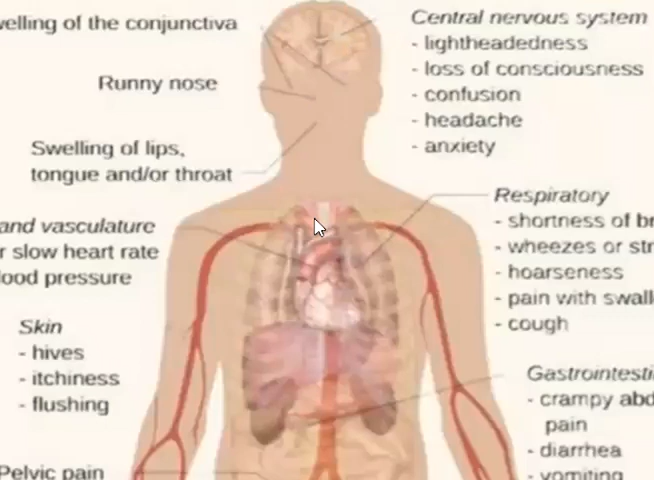 welling of the conjunctiva
Runny nose
Swelling of lips,
tongue and/or throat
and vasculature
r slow heart rate
lood pressure
Skin
- hives
- itchiness
- flushing
Pelvic pain
Central nervous system
- lightheadedness
- loss of consciousness
- confusion
- headache
- anxiety
Respiratory
- shortness of br
- wheezes or str
- hoarseness
- pain with swall
- cough
Gastrointesti
- crampy abd
pain
- diarrhea
- vomiting